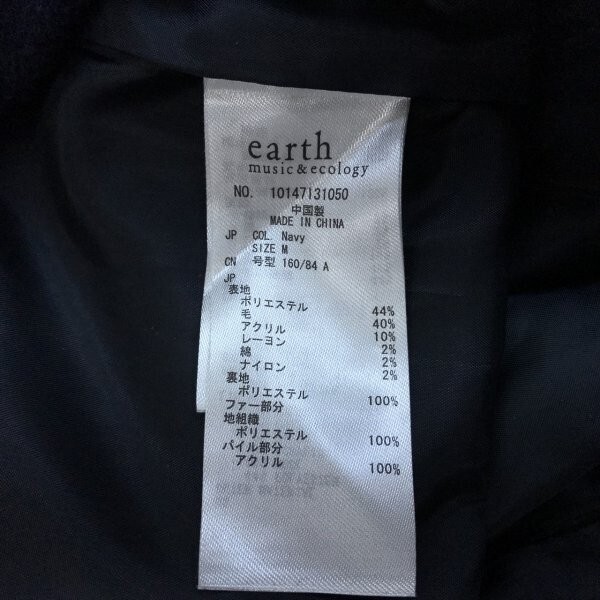 earth
music & ecology
NO. 10147131050
中国製
MADE IN CHINA
JP COL. Navy
SIZE M
CN 号型 160/84 A
JP
表地
ポリエステル 44%
毛 40%
アクリル 10%
レーヨン 2%
綿 2%
ナイロン 2%
裏地
ポリエステル 100%
ファー部分
地組織
ポリエステル 100%
パイル部分
アクリル 100%